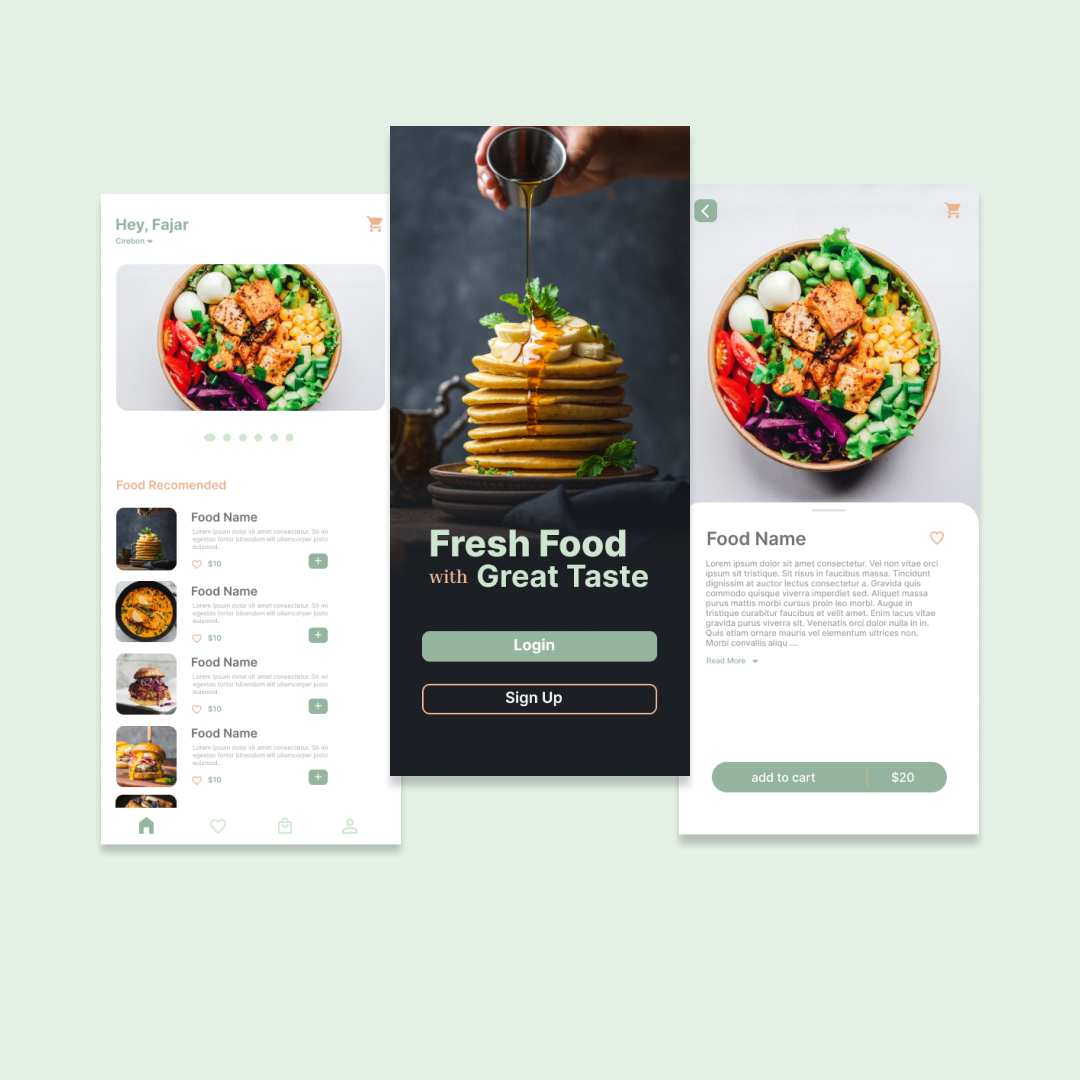 Hey, Fajar
Cirebon
Food Recomended
Food Name
Lorem ipsum dolor sit amet consectetur. Sit mi
egestas tortor bibendum elit ullamcorper justo
euismod.
$10
+
Food Name
Lorem ipsum dolor sit amet consectetur. Sit mi
egestas tortor bibendum elit ullamcorper justo
euismod.
$10
+
Food Name
Lorem ipsum dolor sit amet consectetur. Sit mi
egestas tortor bibendum elit ullamcorper justo
euismod.
$10
+
Food Name
Lorem ipsum dolor sit amet consectetur. Sit mi
egestas tortor bibendum elit ullamcorper justo
euismod.
$10
+
Fresh Food
with Great Taste
Login
Sign Up
Food Name
Lorem ipsum dolor sit amet consectetur. Vel non vitae orci
ipsum sit tristique. Sit risus in faucibus massa. Tincidunt
dignissim at auctor lectus consectetur a. Gravida quis
commodo quisque viverra imperdiet sed. Aliquet massa
purus mattis morbi cursus proin leo morbi. Augue in
tristique curabitur faucibus et velit amet. Enim lacus vitae
gravida purus viverra sit. Venenatis orci dolor nulla in in.
Quis etiam ornare mauris vel elementum ultrices non.
Morbi convallis aliqu ....
Read More
add to cart
$20